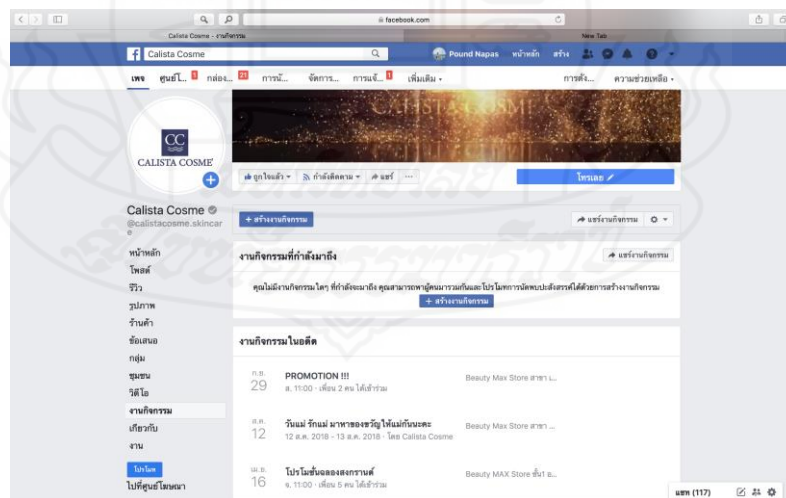 facebook.com
Calista Cosme - งานกิจกรรม
New Tab
Calista Cosme
Pound Napas หน้าหลัก สร้าง
เพจ ศูนย์โ... 1 กล่อง... 21 การนั... จัดการ... การแจ้... 1 เพิ่มเติม
การตั้ง... ความช่วยเหลือ
CALISTA COSME
CC
CALISTA COSME
ถูกใจแล้ว กำลังติดตาม แชร์ ...
โทรเลย
Calista Cosme
@calistacosme.skincar
e
+ สร้างงานกิจกรรม
แชร์งานกิจกรรม
หน้าหลัก
โพสต์
รีวิว
รูปภาพ
ร้านค้า
ข้อเสนอ
กลุ่ม
ชุมชน
วิดีโอ
งานกิจกรรม
เกี่ยวกับ
งาน
โปรโมท
ไปที่ศูนย์โฆษณา
งานกิจกรรมที่กำลังมาถึง
แชร์งานกิจกรรม
คุณไม่มีงานกิจกรรมใดๆ ที่กำลังจะมาถึง คุณสามารถพาผู้คนมารวมกันและโปรโมทการนัดพบปะสังสรรค์ได้ด้วยการสร้างงานกิจกรรม
+ สร้างงานกิจกรรม
งานกิจกรรมในอดีต
ก.ย.
29
PROMOTION !!!
ส. 11:00 · เพื่อน 2 คน ได้เข้าร่วม
Beauty Max Store สาขา เ...
ส.ค.
12
วันแม่ รักแม่ มาหาของขวัญให้แม่กันนะคะ
12 ส.ค. 2018 - 13 ส.ค. 2018 · โดย Calista Cosme
Beauty Max Store สาขา ...
เม.ย.
16
โปรโมชั่นฉลองสงกรานต์
จ. 11:00 · เพื่อน 5 คน ได้เข้าร่วม
Beauty MAX Store ชั้น1 อ...
แชท (117)